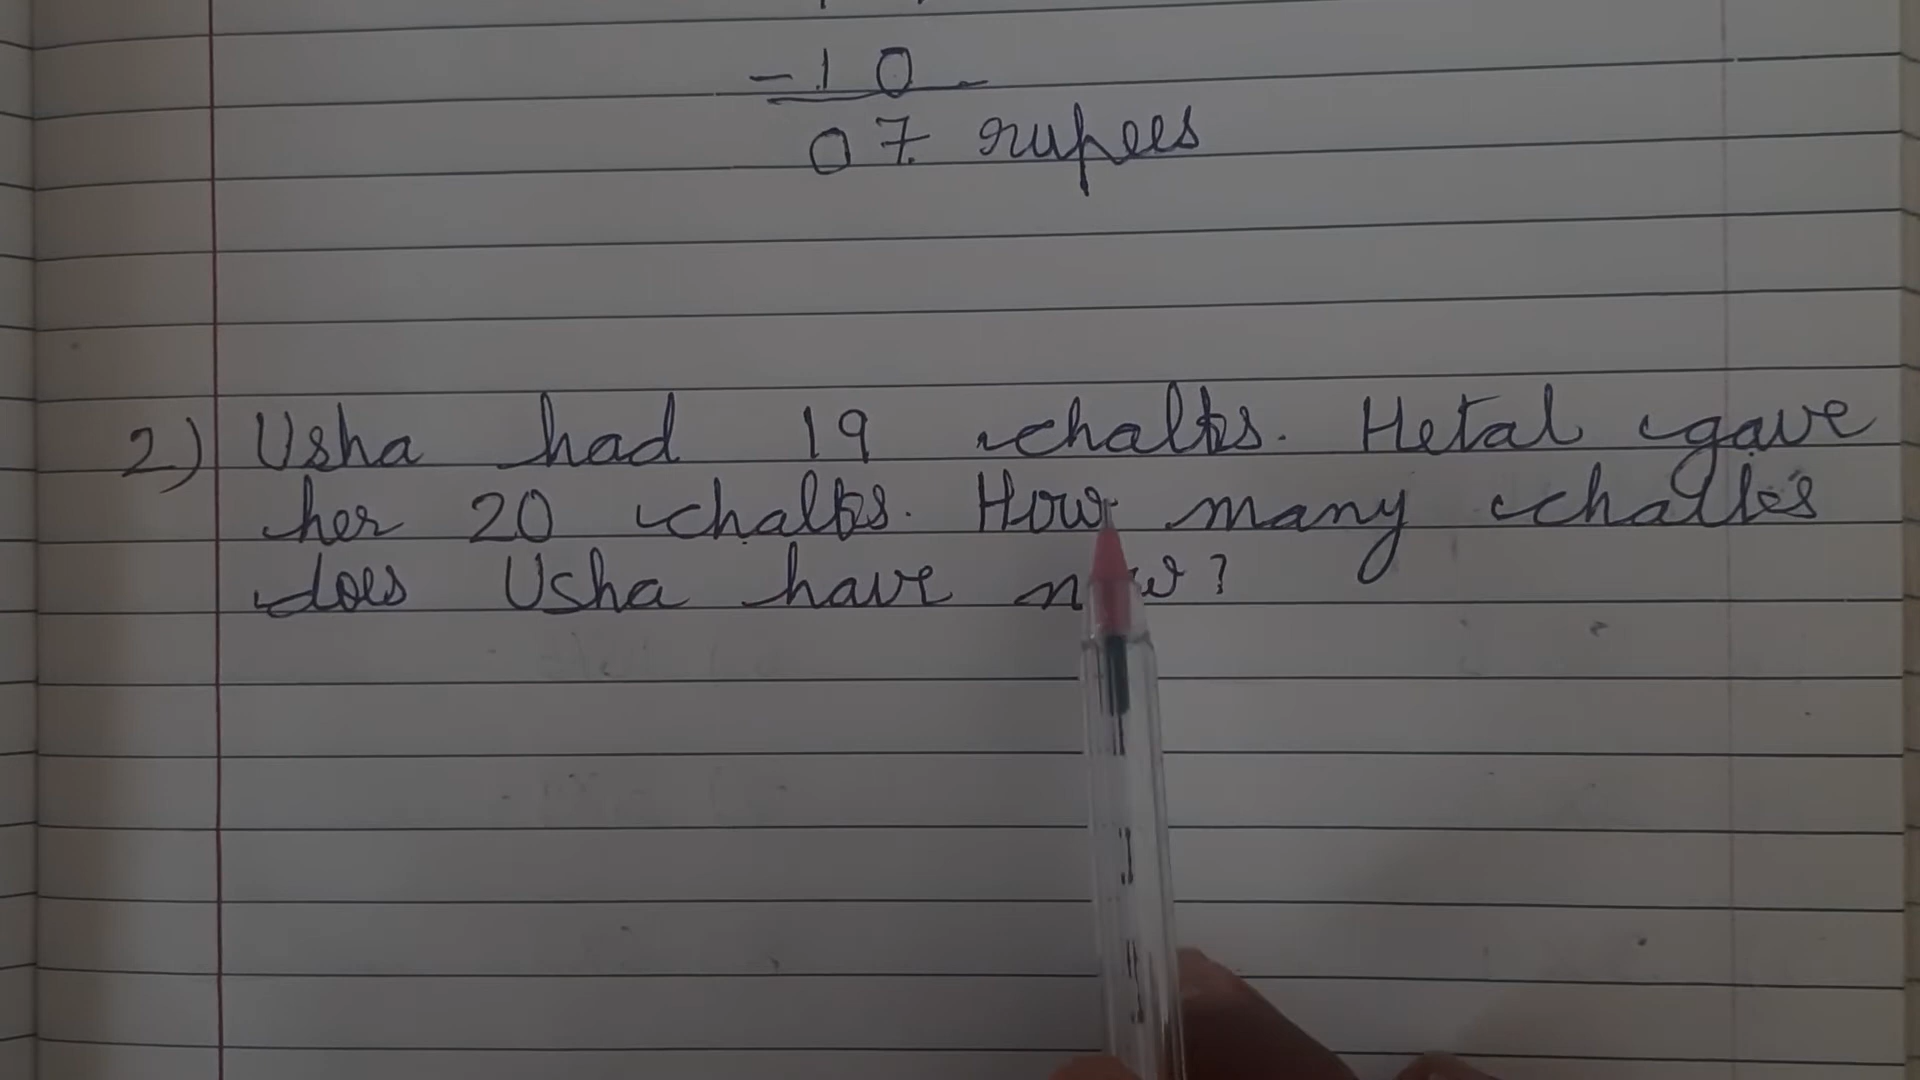 - 10
07 rupees
2) Usha had 19 chalks. Hetal gave
her 20 chalks. How many chalks
does Usha have now?